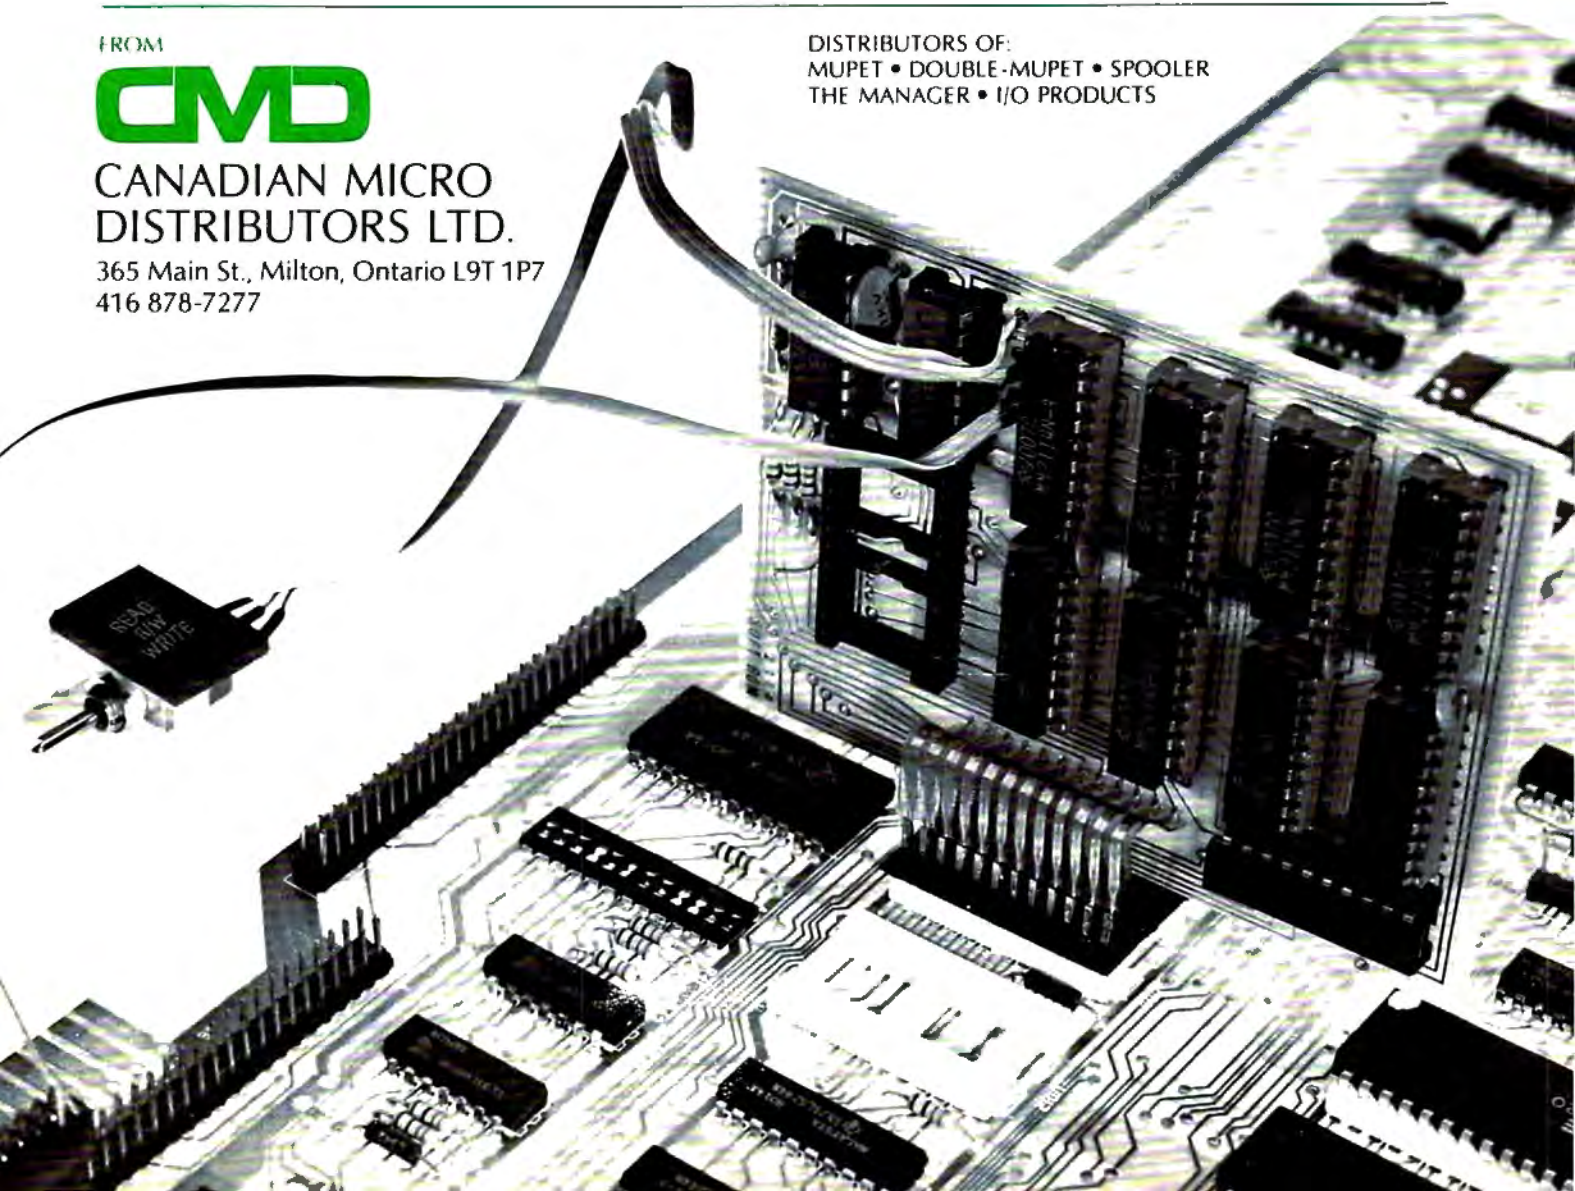 FROM
CMD
CANADIAN MICRO
DISTRIBUTORS LTD.
365 Main St., Milton, Ontario L9T 1P7
416 878-7277
DISTRIBUTORS OF:
MUPET • DOUBLE-MUPET • SPOOLER
THE MANAGER • I/O PRODUCTS
READ
R/W
WRITE